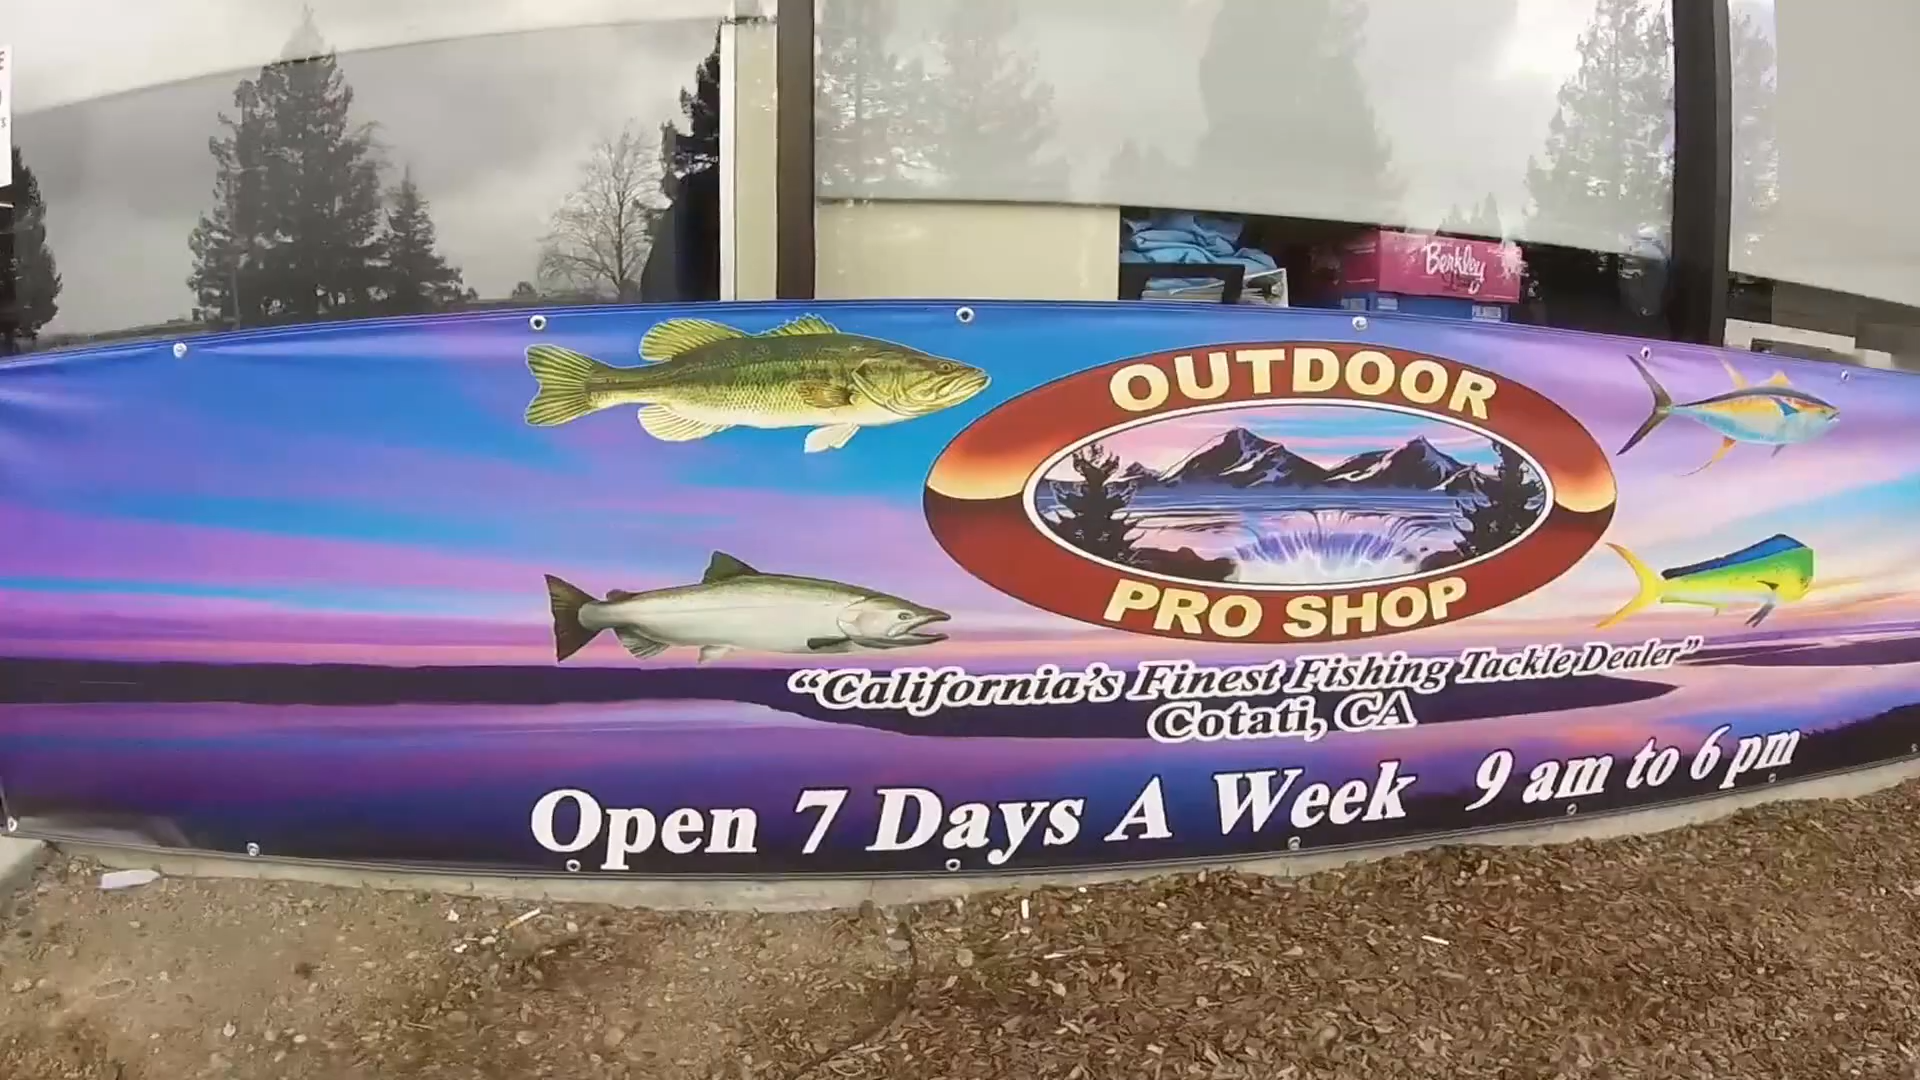 Berkley
OUTDOOR
PRO SHOP
“California's Finest Fishing Tackle Dealer”
Cotati, CA
Open 7 Days A Week 9 am to 6 pm